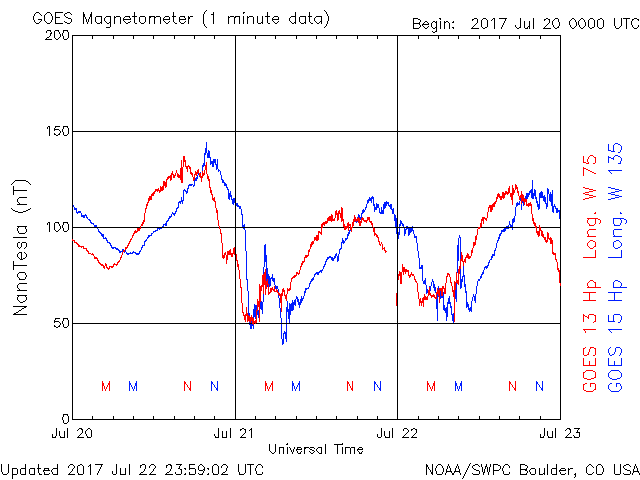 GOES Magnetometer (1 minute data)
Begin: 2017 Jul 20 0000 UTC
200
150
100
50
0
NanoTesla (nT)
M M N N M M N N M M N N
Jul 20 Jul 21 Jul 22 Jul 23
Universal Time
GOES 13 Hp Long. W 75
GOES 15 Hp Long. W 135
Updated 2017 Jul 22 23:59:02 UTC
NOAA/SWPC Boulder, CO USA